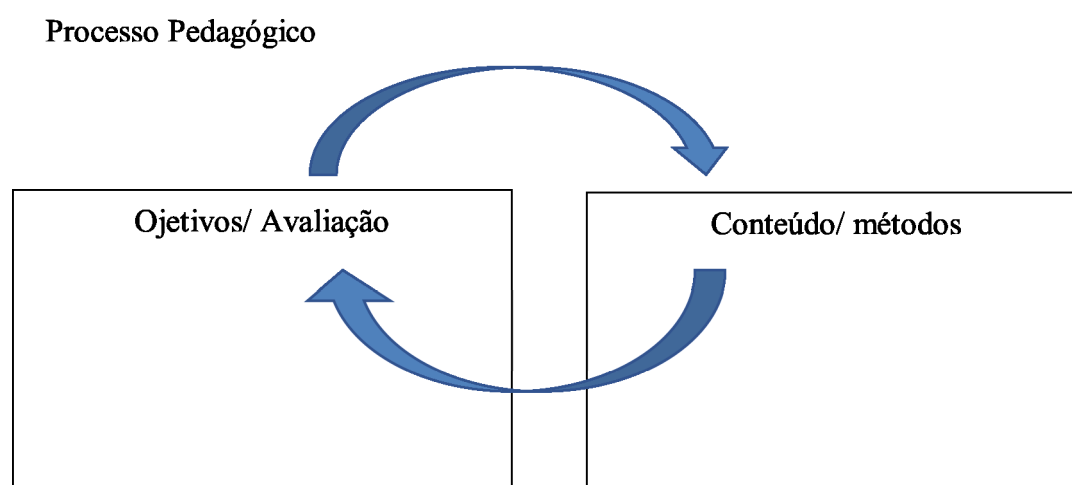 Processo Pedagógico
Ojetivos/ Avaliação
Conteúdo/ métodos